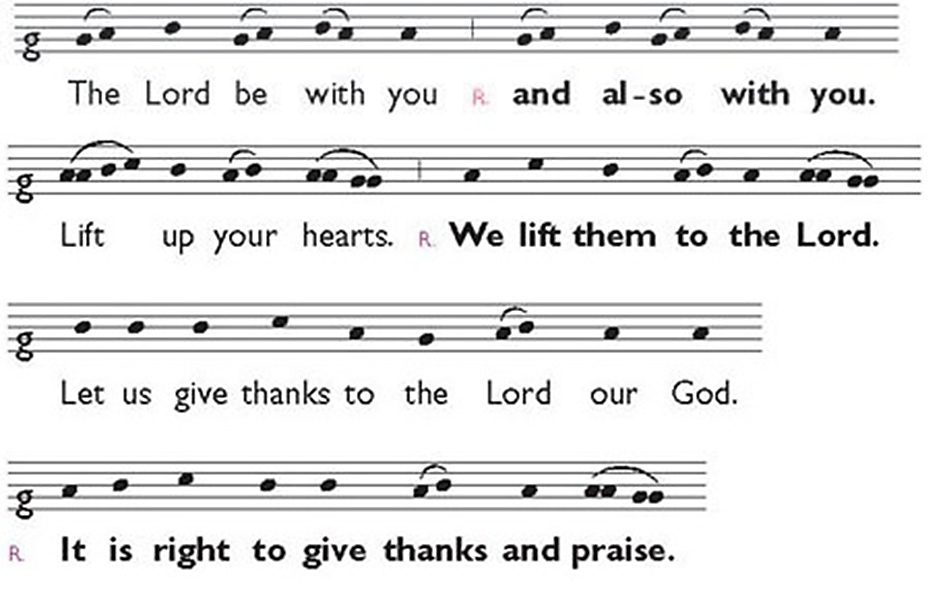 The Lord be with you R. and al-so with you.
Lift up your hearts. R. We lift them to the Lord.
Let us give thanks to the Lord our God.
R. It is right to give thanks and praise.